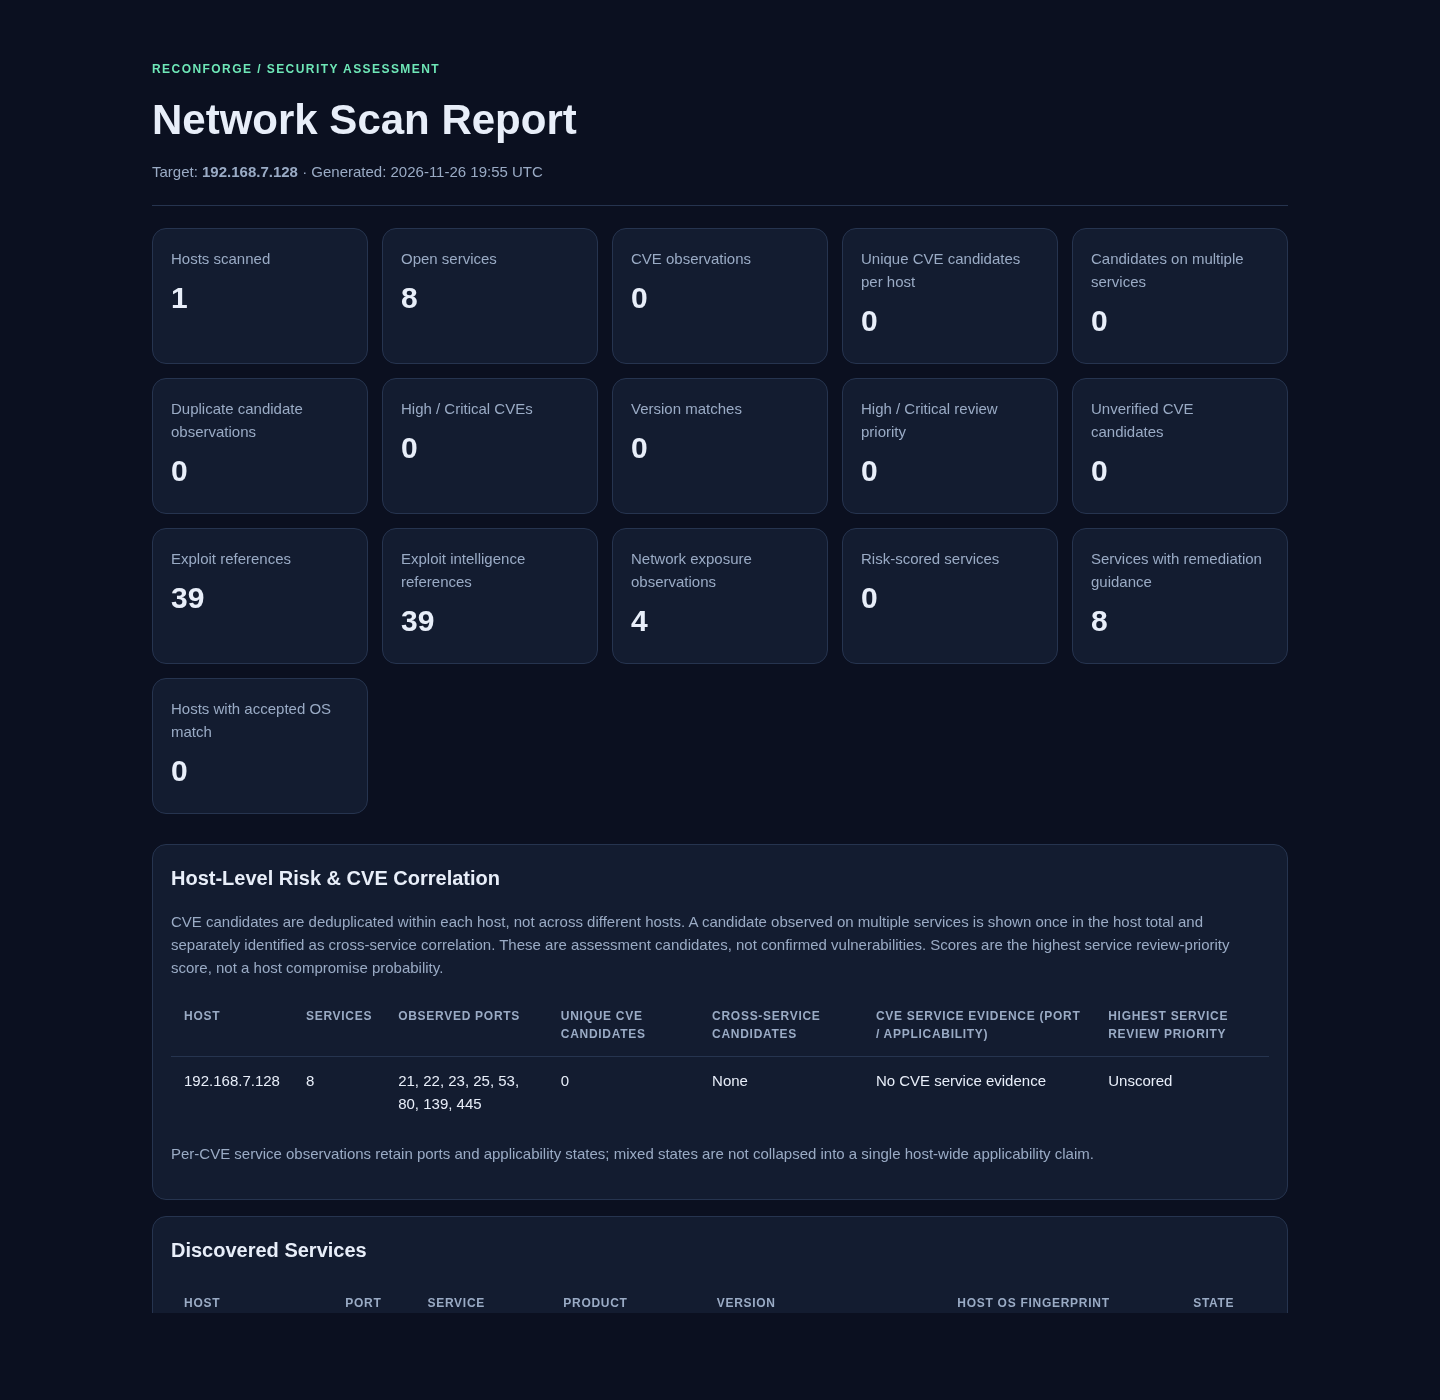 RECONFORGE / SECURITY ASSESSMENT
Network Scan Report
Target: 192.168.7.128 · Generated: 2026-11-26 19:55 UTC
Hosts scanned
1
Open services
8
CVE observations
0
Unique CVE candidates
per host
0
Candidates on multiple
services
0
Duplicate candidate
observations
0
High / Critical CVEs
0
Version matches
0
High / Critical review
priority
0
Unverified CVE
candidates
0
Exploit references
39
Exploit intelligence
references
39
Network exposure
observations
4
Risk-scored services
0
Services with remediation
guidance
8
Hosts with accepted OS
match
0
Host-Level Risk & CVE Correlation
CVE candidates are deduplicated within each host, not across different hosts. A candidate observed on multiple services is shown once in the host total and
separately identified as cross-service correlation. These are assessment candidates, not confirmed vulnerabilities. Scores are the highest service review-priority
score, not a host compromise probability.
HOST SERVICES OBSERVED PORTS UNIQUE CVE CANDIDATES CROSS-SERVICE CANDIDATES CVE SERVICE EVIDENCE (PORT / APPLICABILITY) HIGHEST SERVICE REVIEW PRIORITY
192.168.7.128 8 21, 22, 23, 25, 53, 80, 139, 445 0 None No CVE service evidence Unscored
Per-CVE service observations retain ports and applicability states; mixed states are not collapsed into a single host-wide applicability claim.
Discovered Services
HOST PORT SERVICE PRODUCT VERSION HOST OS FINGERPRINT STATE